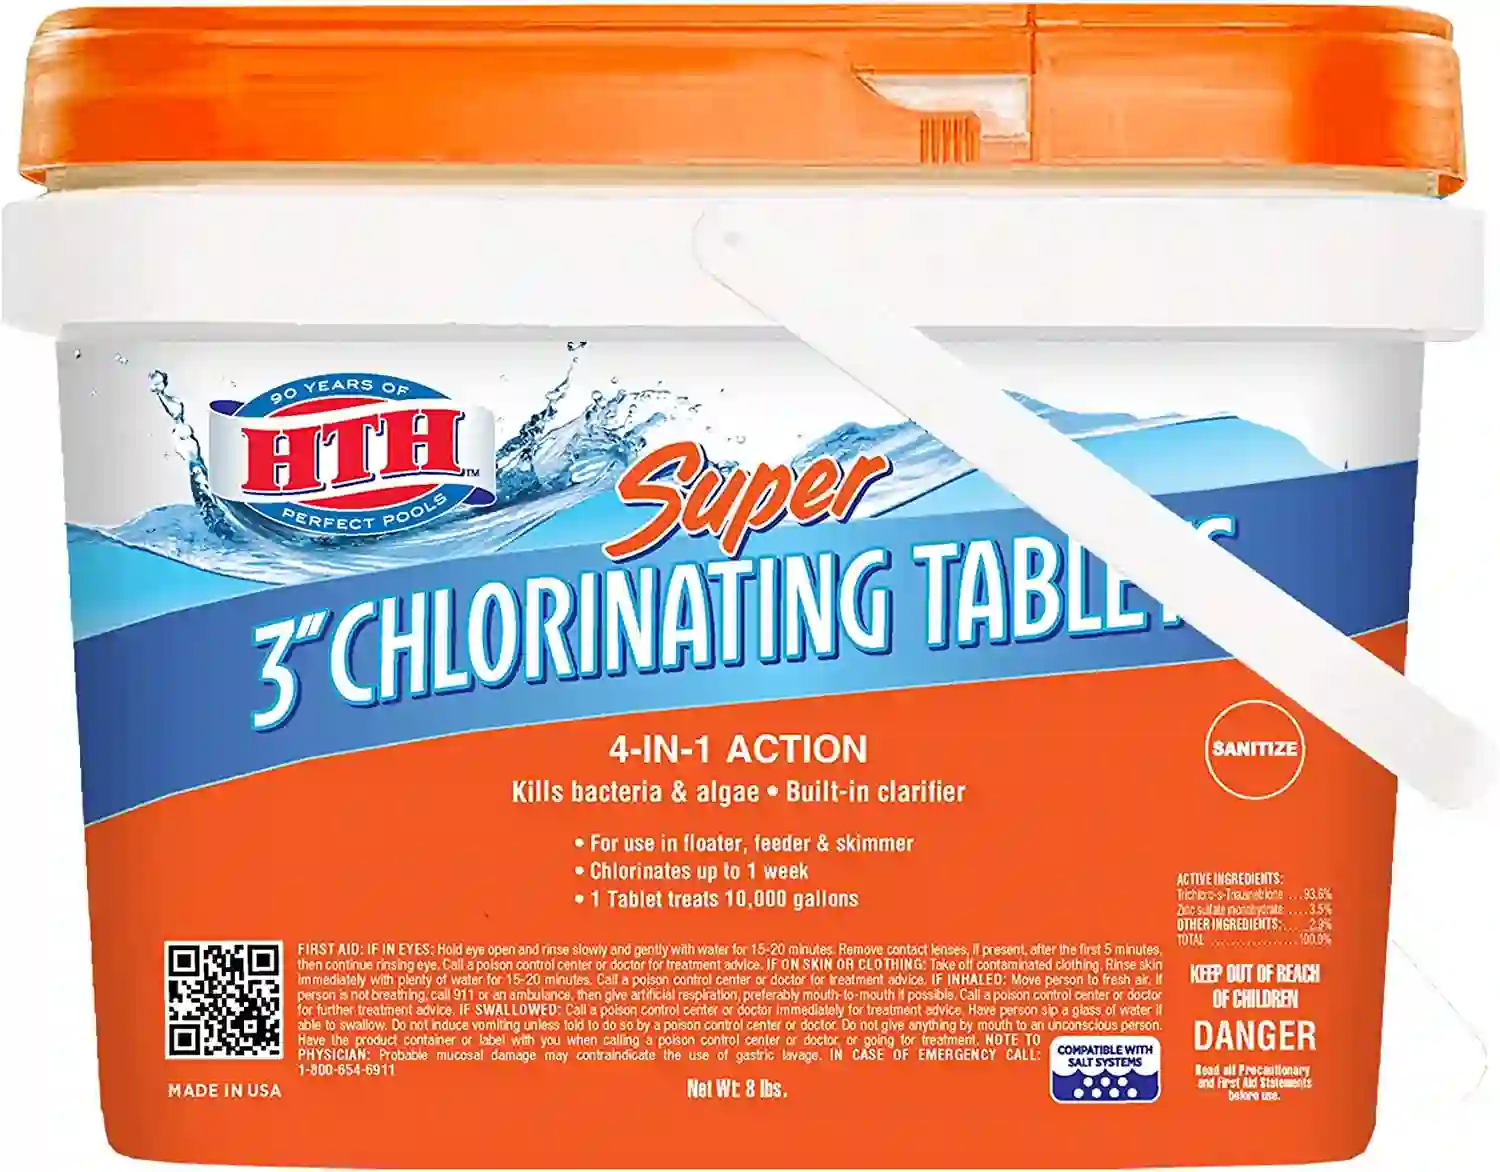 90 YEARS OF
HTH™
PERFECT POOLS
Super
3" CHLORINATING TABLETS
4-IN-1 ACTION
Kills bacteria & algae • Built-in clarifier
• For use in floater, feeder & skimmer
• Chlorinates up to 1 week
• 1 Tablet treats 10,000 gallons
SANITIZE
ACTIVE INGREDIENTS:
Trichloro-s-Triazinetrione ... 93.6%
Zinc sulfate monohydrate .... 3.5%
OTHER INGREDIENTS: ... 2.9%
TOTAL .................. 100.0%
KEEP OUT OF REACH
OF CHILDREN
DANGER
Read all Precautionary
and First Aid Statements
before use.
FIRST AID: IF IN EYES: Hold eye open and rinse slowly and gently with water for 15-20 minutes. Remove contact lenses, if present, after the first 5 minutes,
then continue rinsing eye. Call a poison control center or doctor for treatment advice. IF ON SKIN OR CLOTHING: Take off contaminated clothing. Rinse skin
immediately with plenty of water for 15-20 minutes. Call a poison control center or doctor for treatment advice. IF INHALED: Move person to fresh air. If
person is not breathing, call 911 or an ambulance, then give artificial respiration, preferably mouth-to-mouth if possible. Call a poison control center or doctor
for further treatment advice. IF SWALLOWED: Call a poison control center or doctor immediately for treatment advice. Have person sip a glass of water if
able to swallow. Do not induce vomiting unless told to do so by a poison control center or doctor. Do not give anything by mouth to an unconscious person.
Have the product container or label with you when calling a poison control center or doctor, or going for treatment. NOTE TO
PHYSICIAN: Probable mucosal damage may contraindicate the use of gastric lavage. IN CASE OF EMERGENCY CALL:
1-800-654-6911
COMPATIBLE WITH
SALT SYSTEMS
MADE IN USA
Net Wt: 8 lbs.